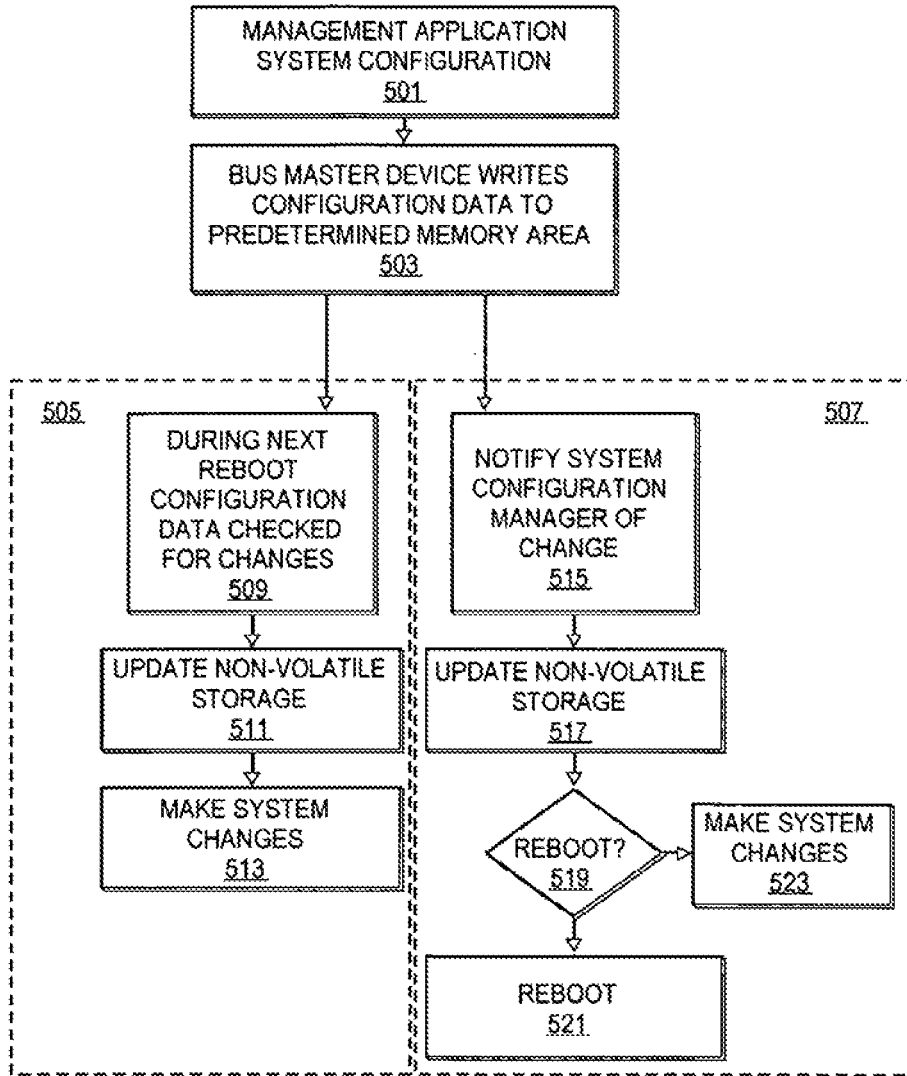 MANAGEMENT APPLICATION
SYSTEM CONFIGURATION
501
BUS MASTER DEVICE WRITES
CONFIGURATION DATA TO
PREDETERMINED MEMORY AREA
503
505
DURING NEXT
REBOOT
CONFIGURATION
DATA CHECKED
FOR CHANGES
509
UPDATE NON-VOLATILE
STORAGE
511
MAKE SYSTEM
CHANGES
513
507
NOTIFY SYSTEM
CONFIGURATION
MANAGER OF
CHANGE
515
UPDATE NON-VOLATILE
STORAGE
517
REBOOT?
519
MAKE SYSTEM
CHANGES
523
REBOOT
521